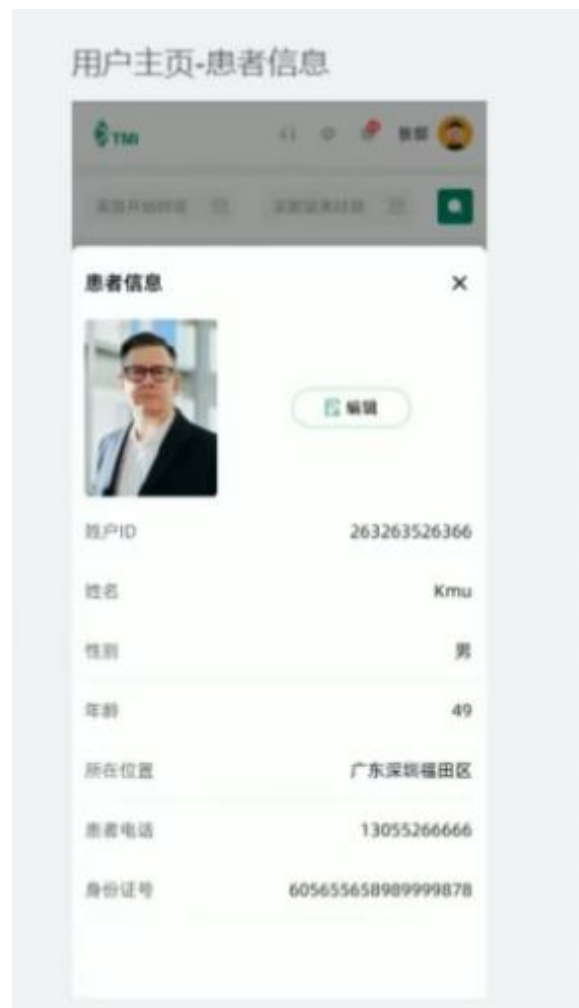 用户主页-患者信息
TMI
患者信息
编辑
姓户ID 263263526366
姓名 Kmu
性别 男
年龄 49
所在位置 广东深圳福田区
患者电话 13055266666
身份证号 605655658989999878